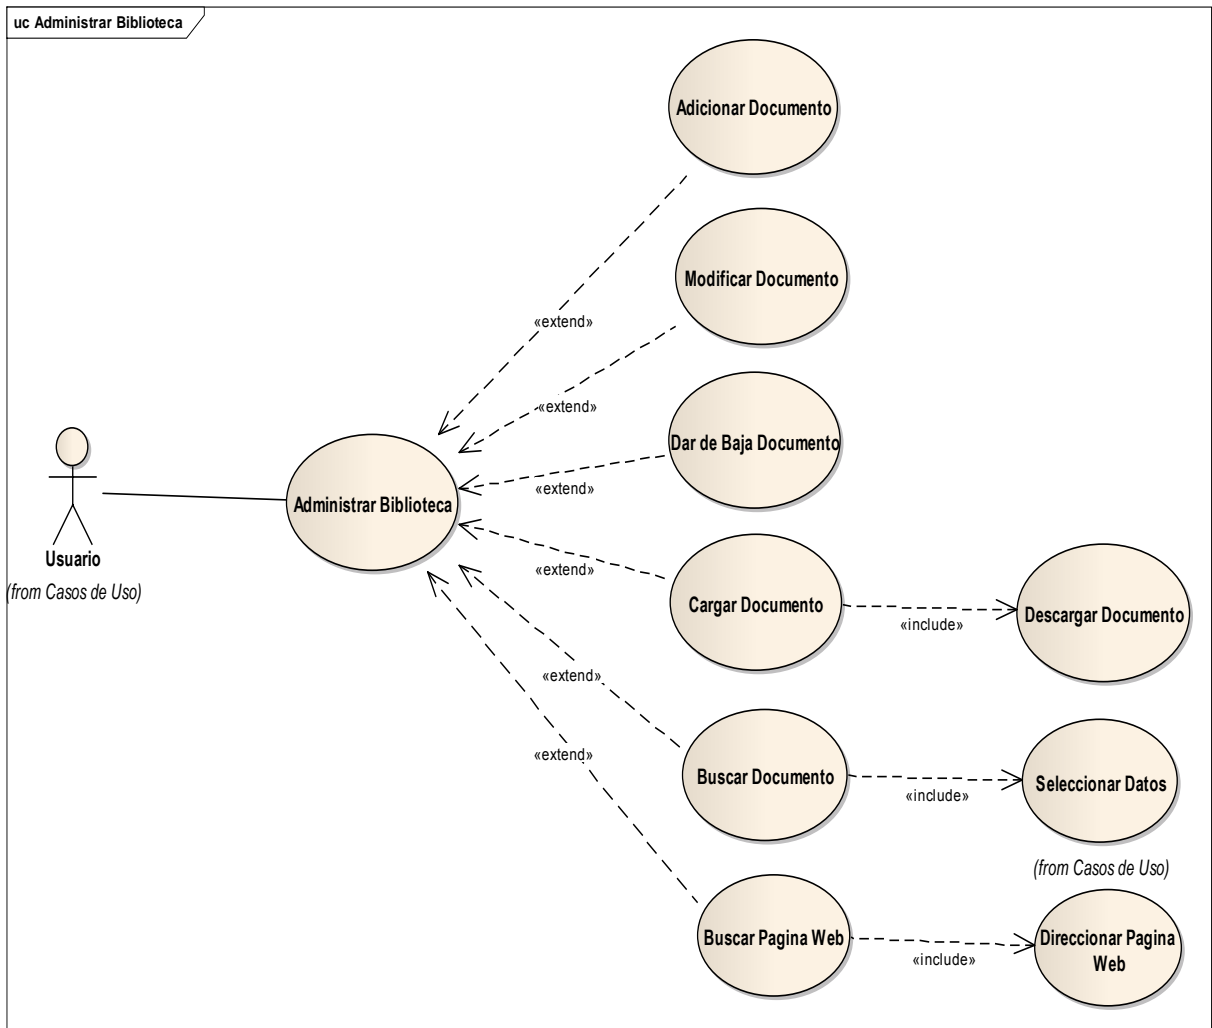 uc Administrar Biblioteca
Adicionar Documento
Modificar Documento
«extend»
«extend»
Dar de Baja Documento
«extend»
Administrar Biblioteca
Usuario
(from Casos de Uso)
«extend»
Cargar Documento
«include»
Descargar Documento
«extend»
Buscar Documento
«include»
Seleccionar Datos
(from Casos de Uso)
«extend»
Buscar Pagina Web
«include»
Direccionar Pagina
Web